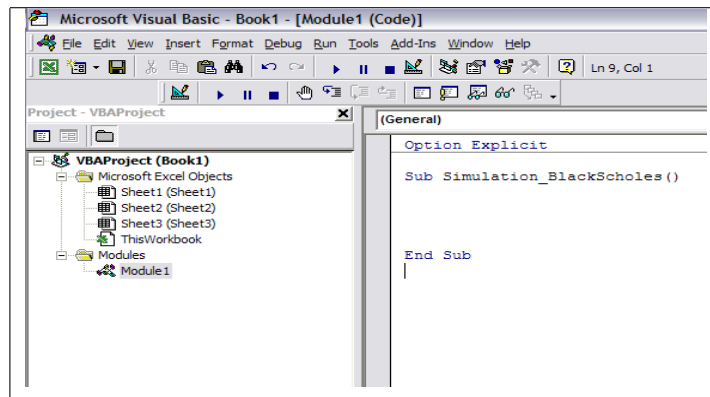 Microsoft Visual Basic - Book1 - [Module1 (Code)]
File Edit View Insert Format Debug Run Tools Add-Ins Window Help
Ln 9, Col 1
Project - VBAProject
VBAProject (Book1)
Microsoft Excel Objects
Sheet1 (Sheet1)
Sheet2 (Sheet2)
Sheet3 (Sheet3)
ThisWorkbook
Modules
Module1
(General)
Option Explicit
Sub Simulation_BlackScholes()
End Sub